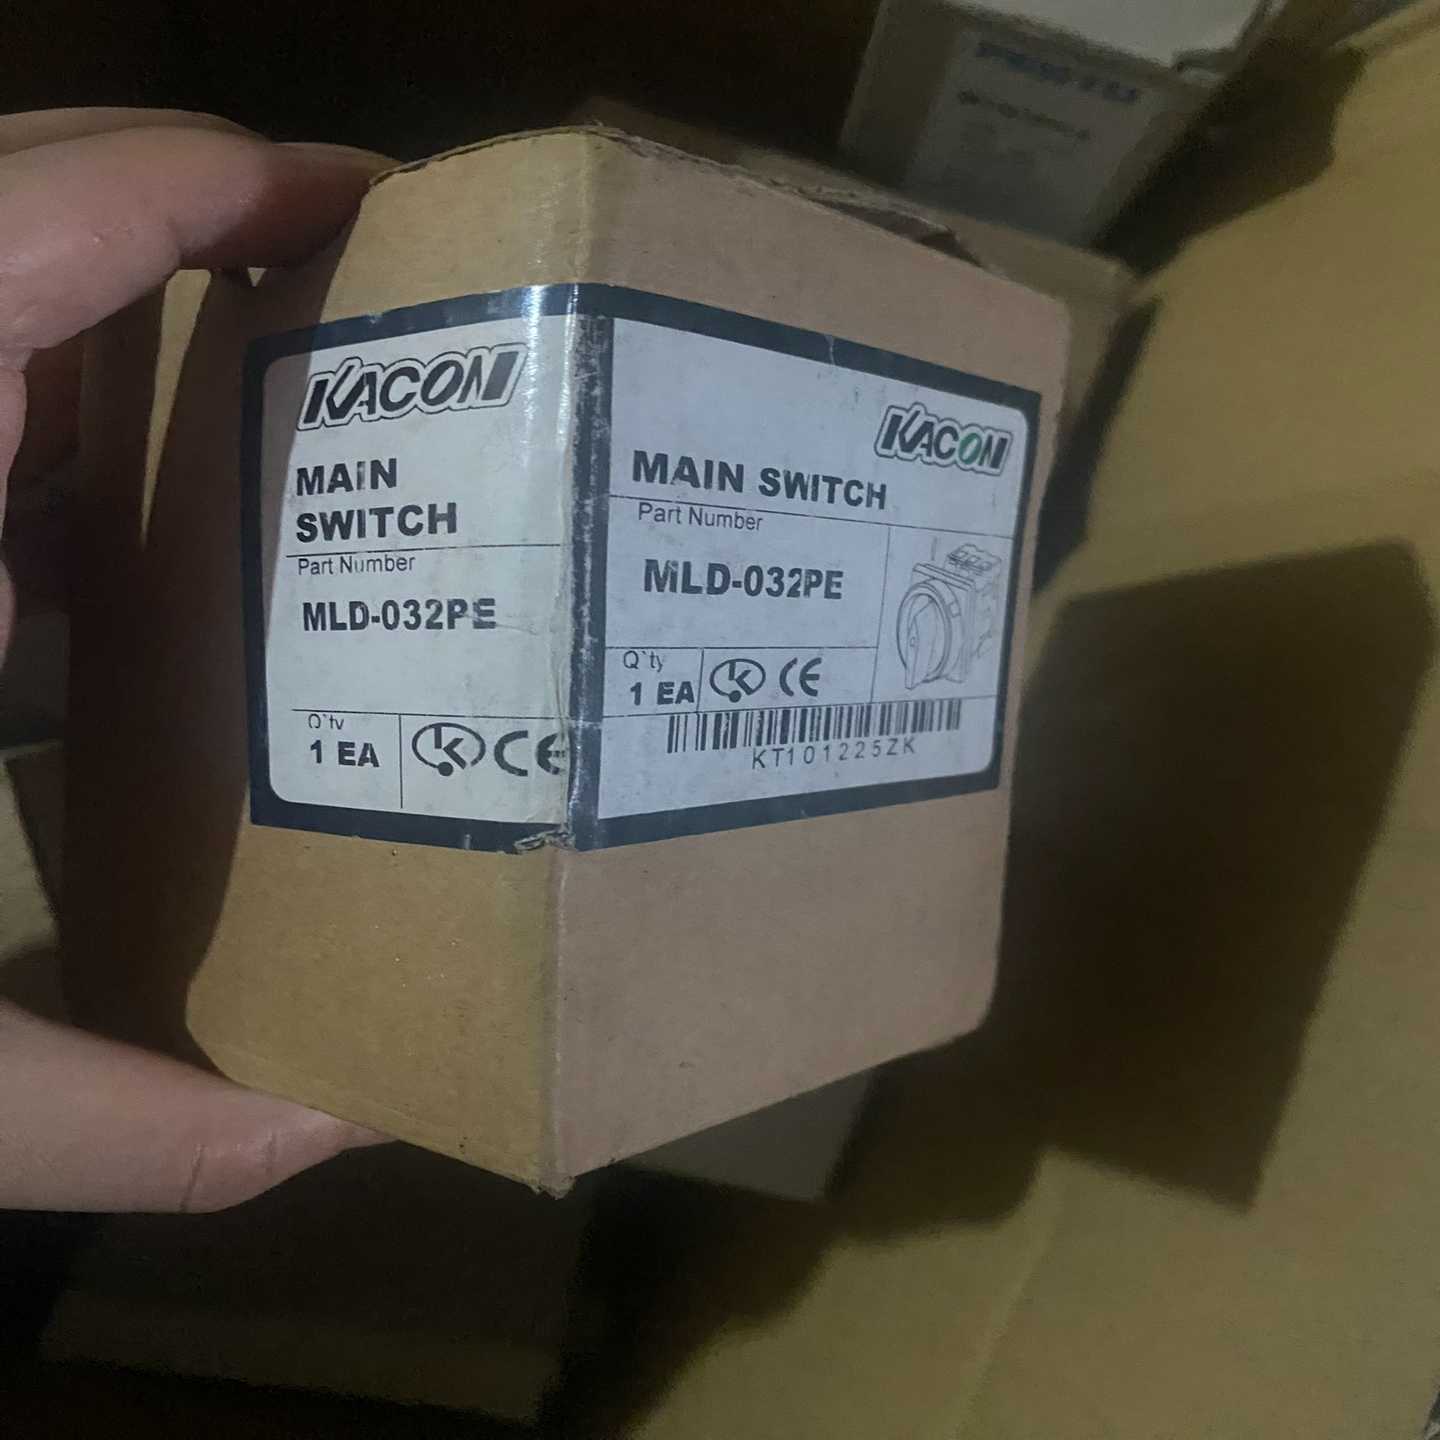 KACON
MAIN
SWITCH
Part Number
MLD-032PE
Q`ty
1 EA
CE
KACON
MAIN SWITCH
Part Number
MLD-032PE
Q`ty
1 EA
CE
KT101225ZK